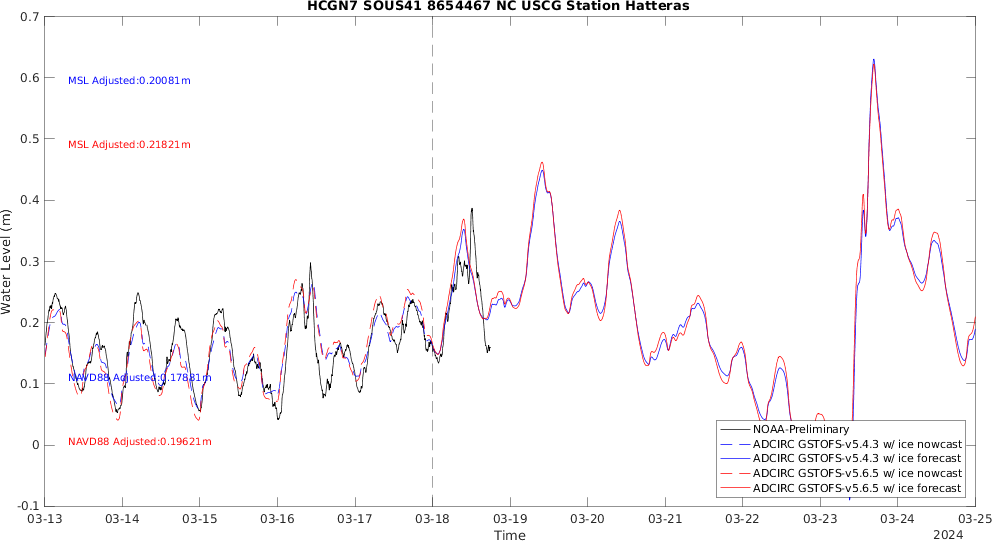 HCGN7 SOUS41 8654467 NC USCG Station Hatteras
0.7
0.6
0.5
0.4
0.3
0.2
0.1
0
-0.1
Water Level (m)
MSL Adjusted:0.20081m
MSL Adjusted:0.21821m
NAVD88 Adjusted:0.17881m
NAVD88 Adjusted:0.19621m
NOAA-Preliminary
ADCIRC GSTOFS-v5.4.3 w/ ice nowcast
ADCIRC GSTOFS-v5.4.3 w/ ice forecast
ADCIRC GSTOFS-v5.6.5 w/ ice nowcast
ADCIRC GSTOFS-v5.6.5 w/ ice forecast
03-13 03-14 03-15 03-16 03-17 03-18 03-19 03-20 03-21 03-22 03-23 03-24 03-25
Time
2024